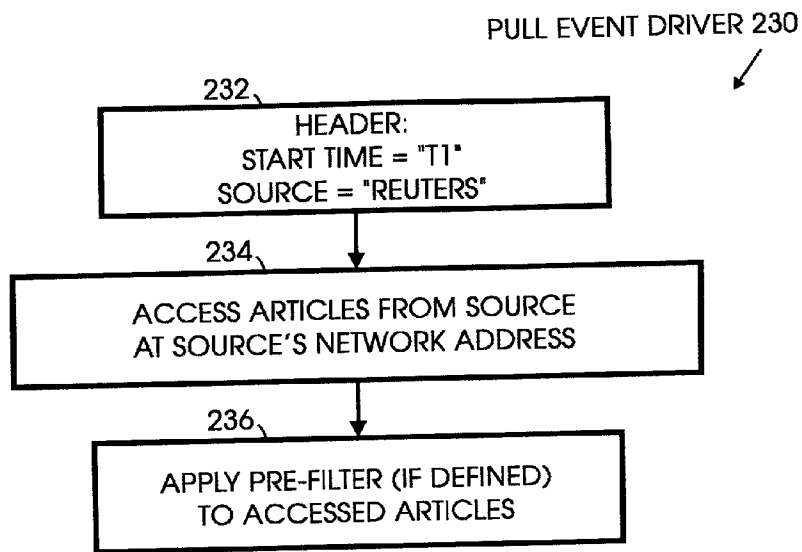 PULL EVENT DRIVER 230
232
HEADER:
START TIME = "T1"
SOURCE = "REUTERS"
234
ACCESS ARTICLES FROM SOURCE
AT SOURCE'S NETWORK ADDRESS
236
APPLY PRE-FILTER (IF DEFINED)
TO ACCESSED ARTICLES